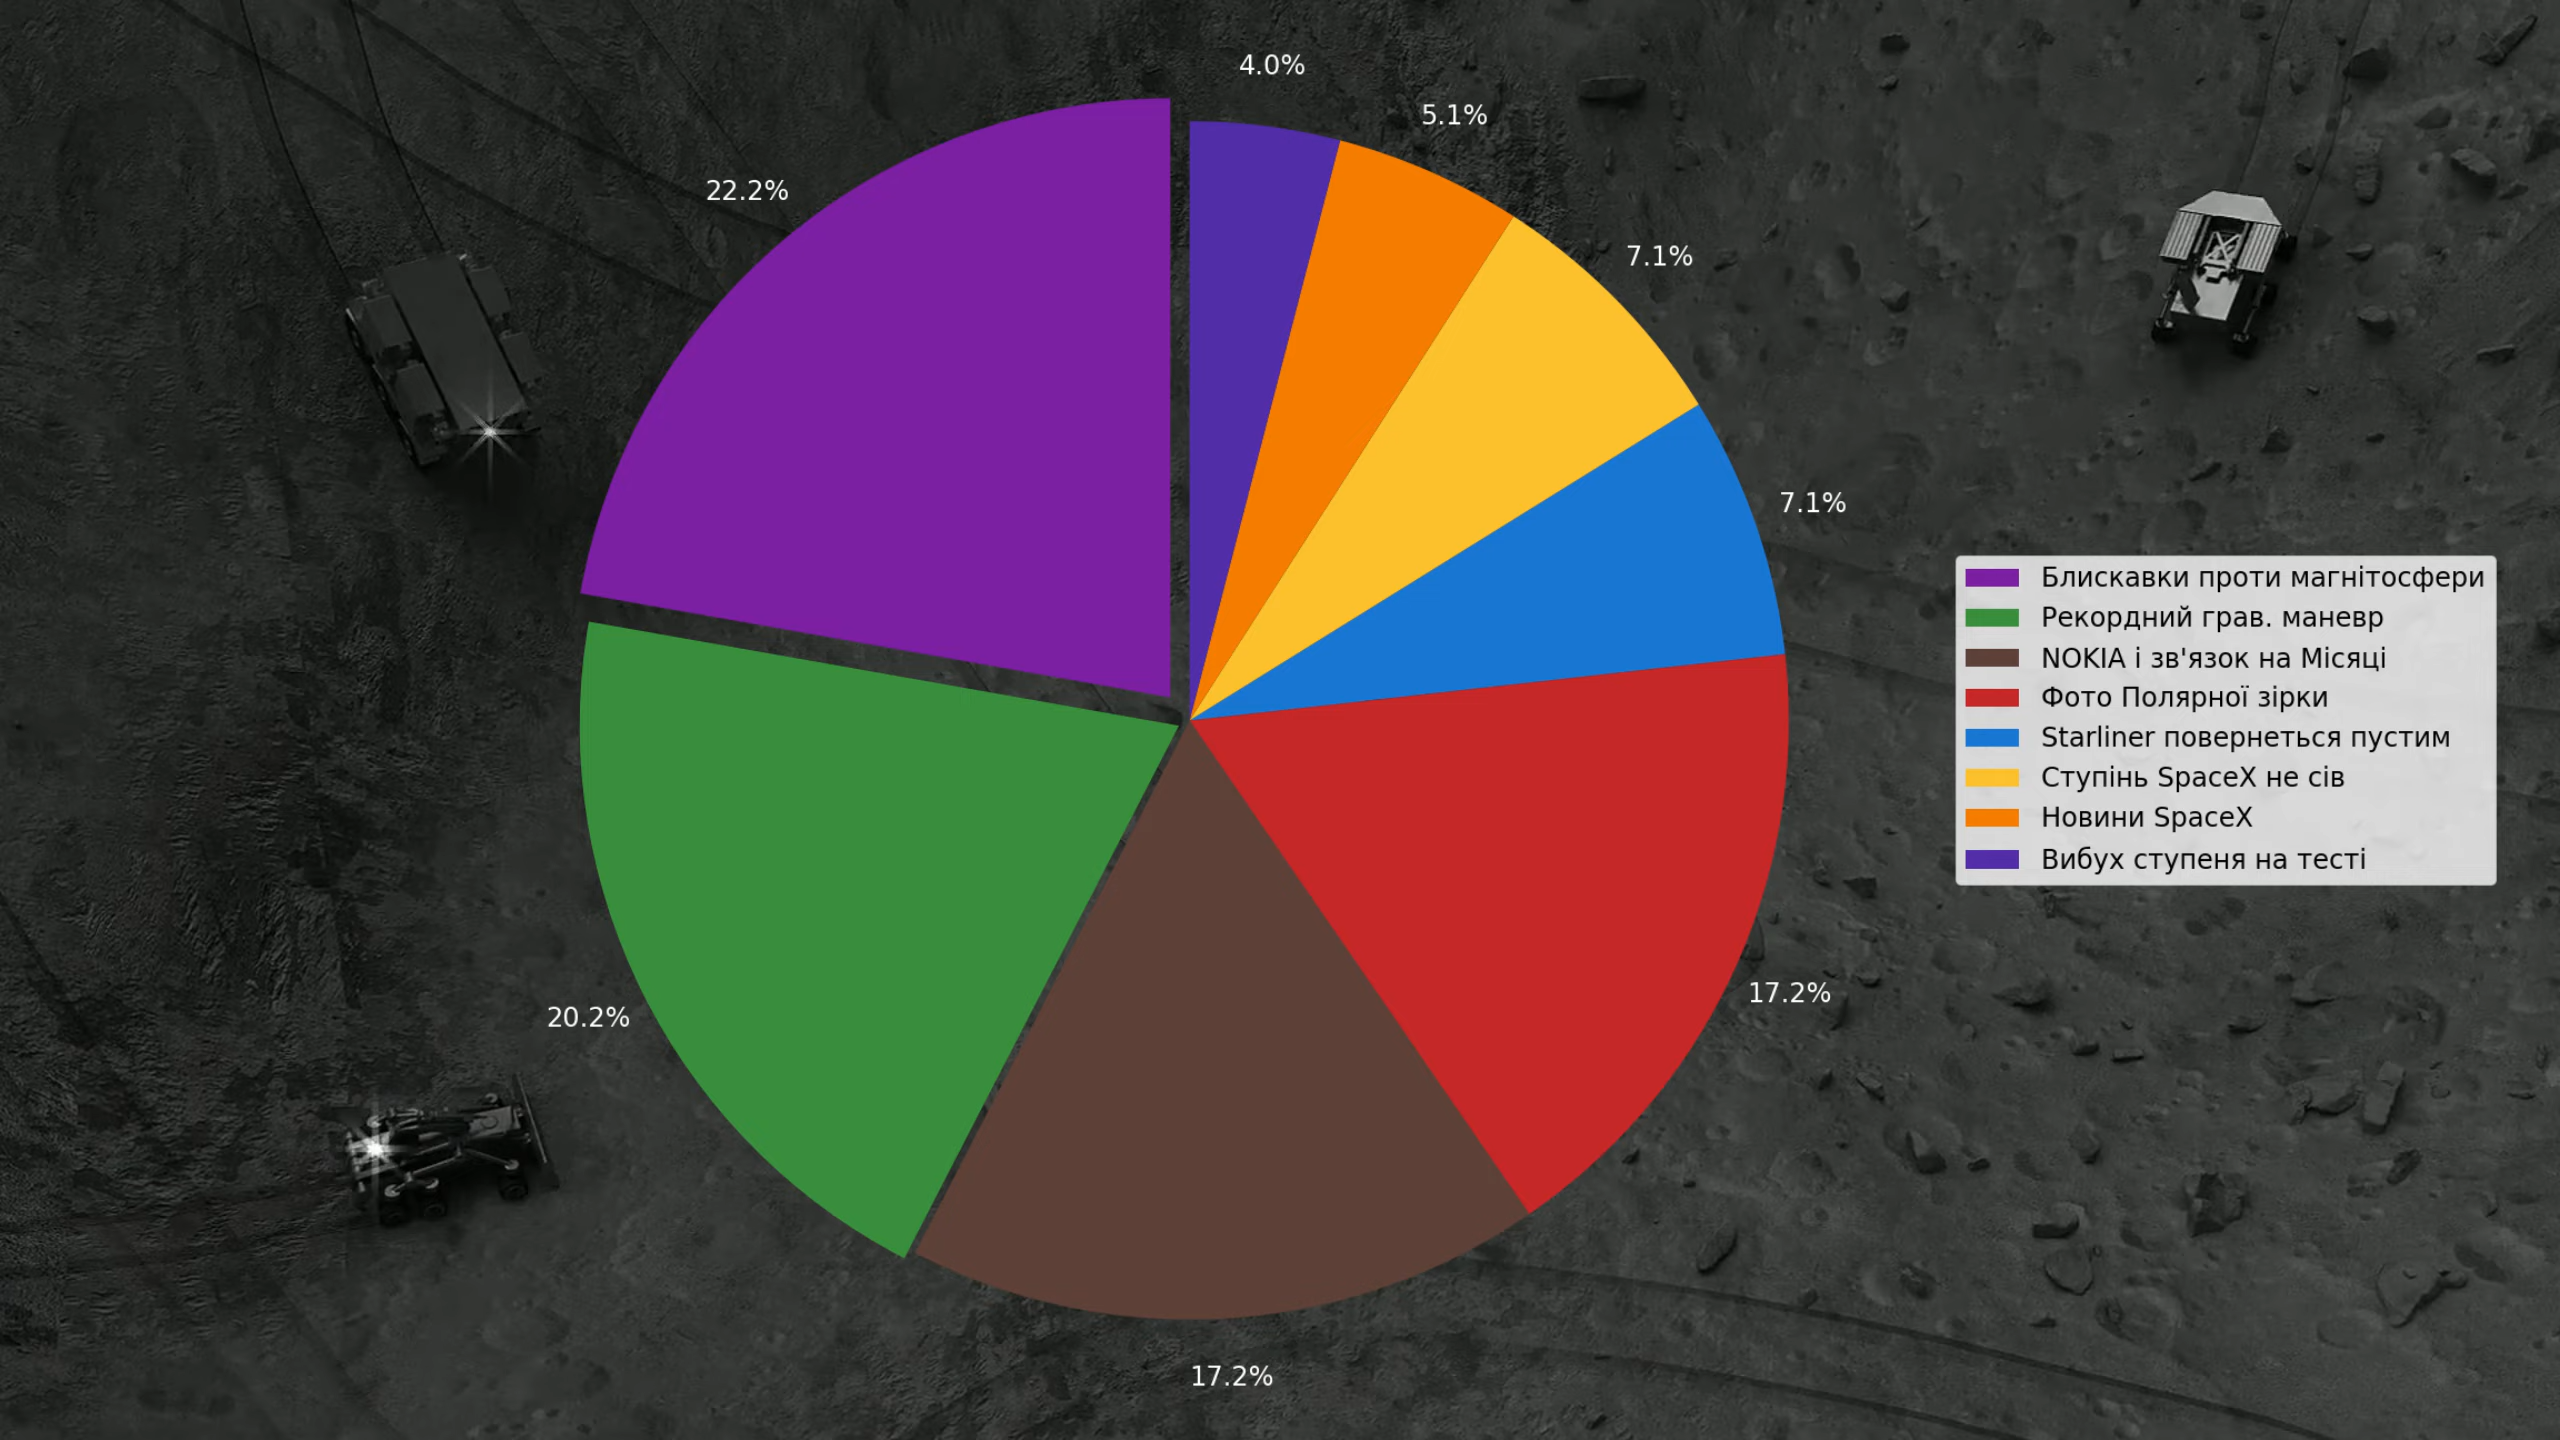 4.0%
5.1%
22.2%
7.1%
7.1%
Блискавки проти магнітосфери
Рекордний грав. маневр
NOKIA і зв'язок на Місяці
Фото Полярної зірки
Starliner повернеться пустим
Ступінь SpaceX не сів
Новини SpaceX
Вибух ступеня на тесті
17.2%
20.2%
17.2%